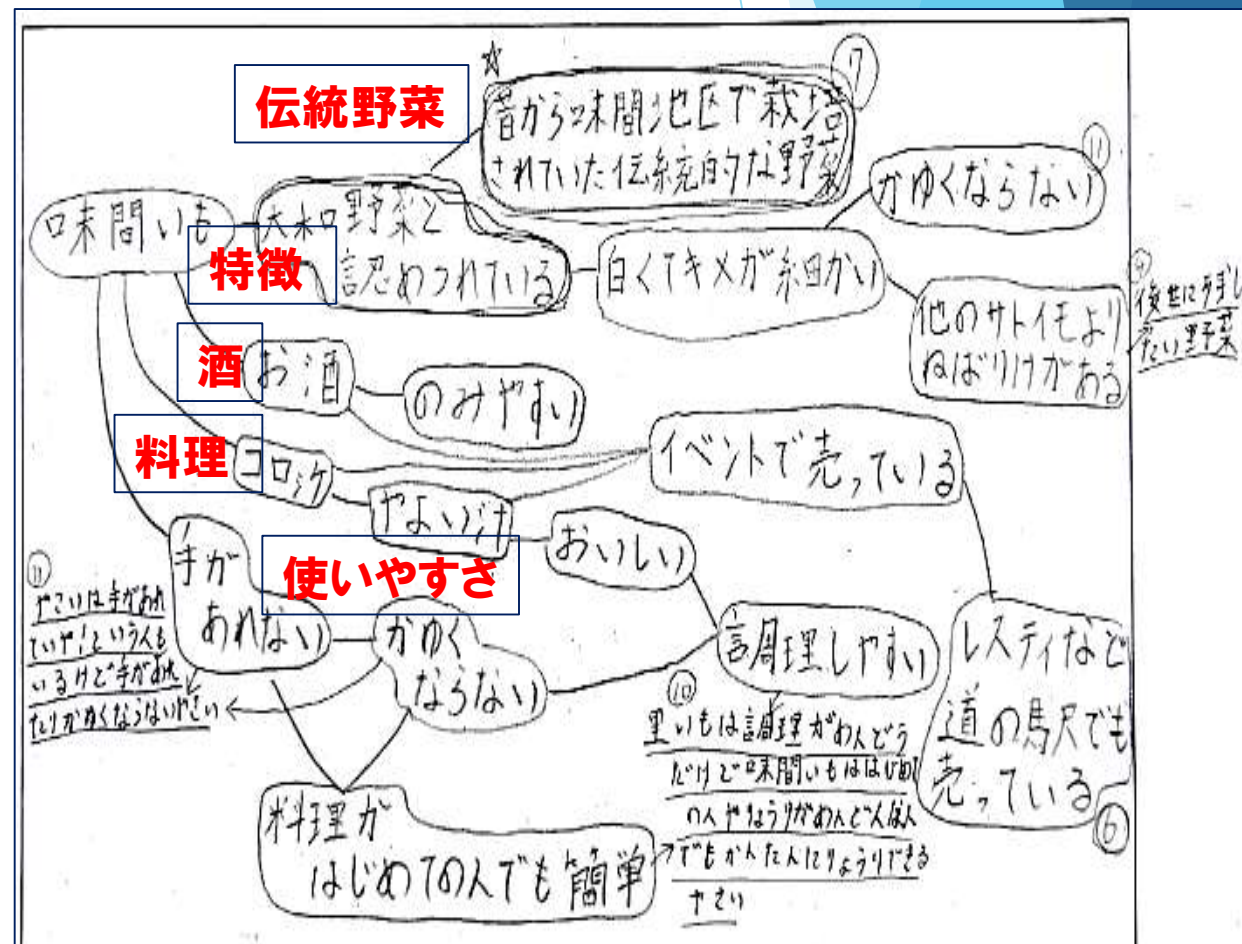 伝統野菜
☆
昔から味間地区で栽培
されていた伝統的な野菜
⑦
かゆくならない
⑪
味間いも
大和野菜と
認めつれている
特徴
白くてキメが細かい
他のサトイモより
ねばりけがある
⑨
後世に
たい野菜
酒
お酒
のみやすい
料理
コロッケ
やよい汁
イベントで売っている
おいしい
使いやすさ
手が
あれない
かゆく
ならない
調理しやすい
レスティなど
道の駅でも
売っている
⑥
⑪
やさいは手があれ
ていや!という人も
いるけど手があれ
たりかゆくならないやさい
⑩
里いもは調理がめんどう
だけど味間いもははじめて
の人やりょうりがめんどんな人
でもかんたんにりょうりできる
やさい
料理が
はじめての人でも簡単